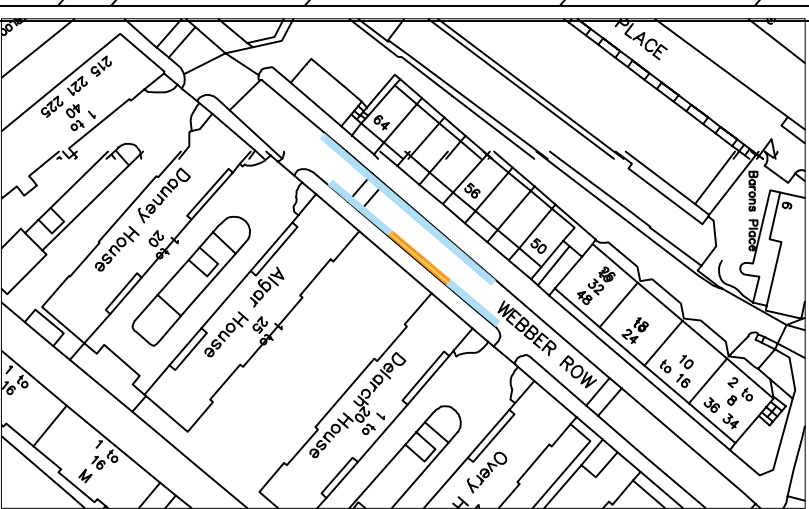 PLACE
215 221 225
1
to
40
64
Dauney House
1 to
20
56
50
Barons Place
6
Algar House
1 to
25
WEBBER ROW
32
48
18
24
10
to 16
2 to
8
36 34
Delarch House
1 to
20
Overy H
1 to
16
1 to
16
M